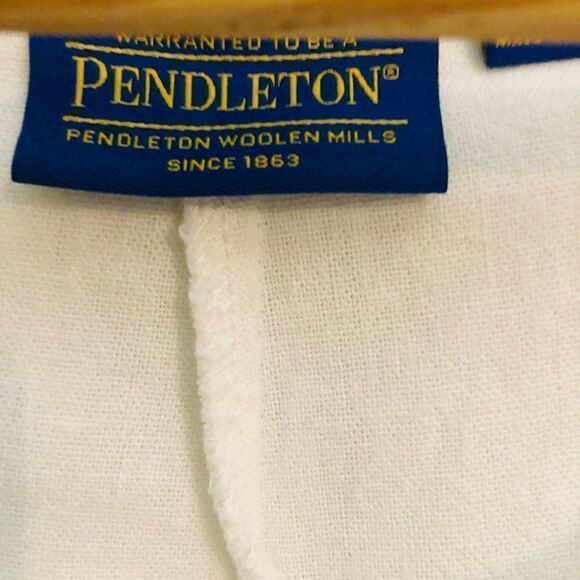 WARRANTED TO BE A
PENDLETON®
PENDLETON WOOLEN MILLS
SINCE 1863